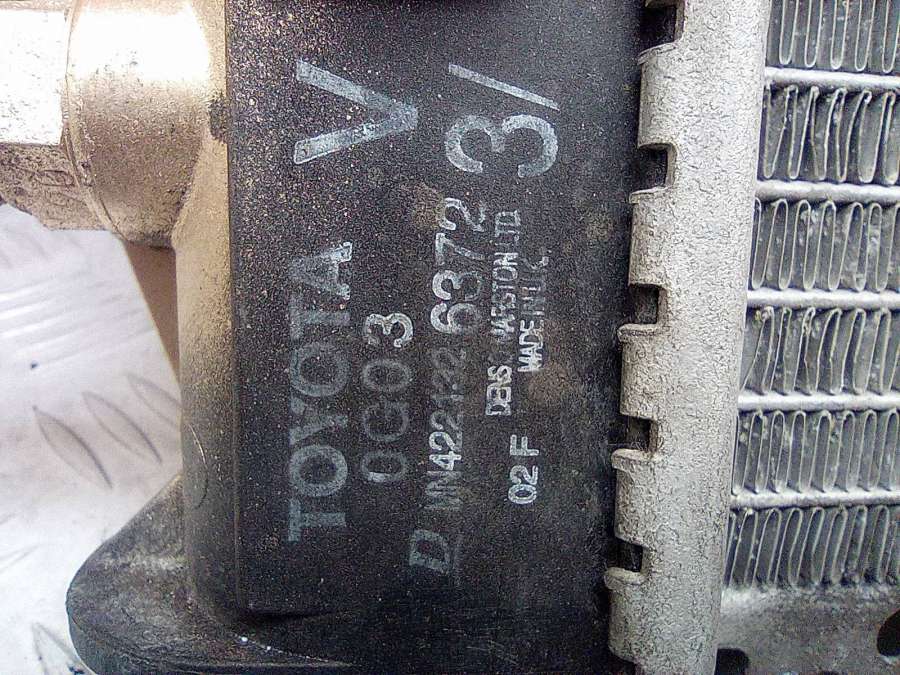 TOYOTA V
0G03
D MN422132 6372 3/
DENSO MARSTON LTD
02 F MADE IN U.K.